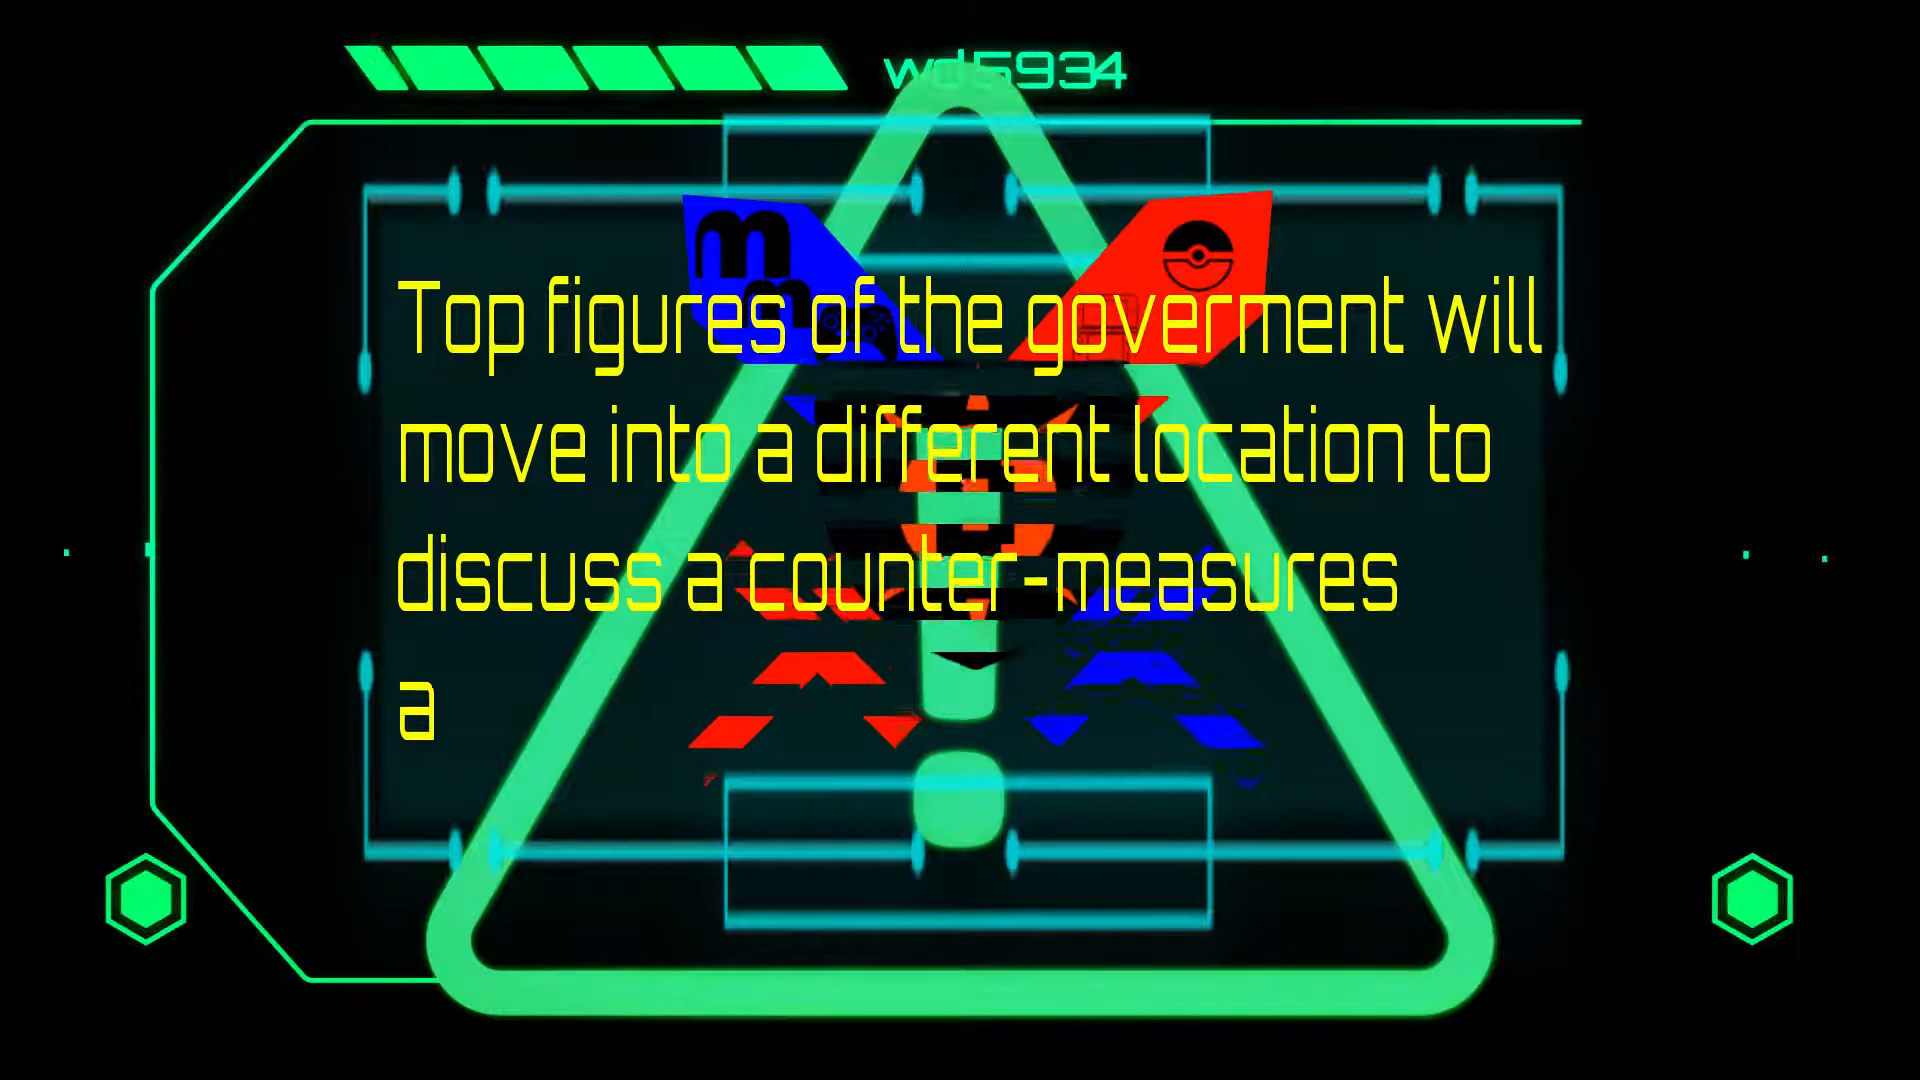 wd5934
m
m
Top figures of the goverment will
move into a different location to
discuss a counter-measures
a